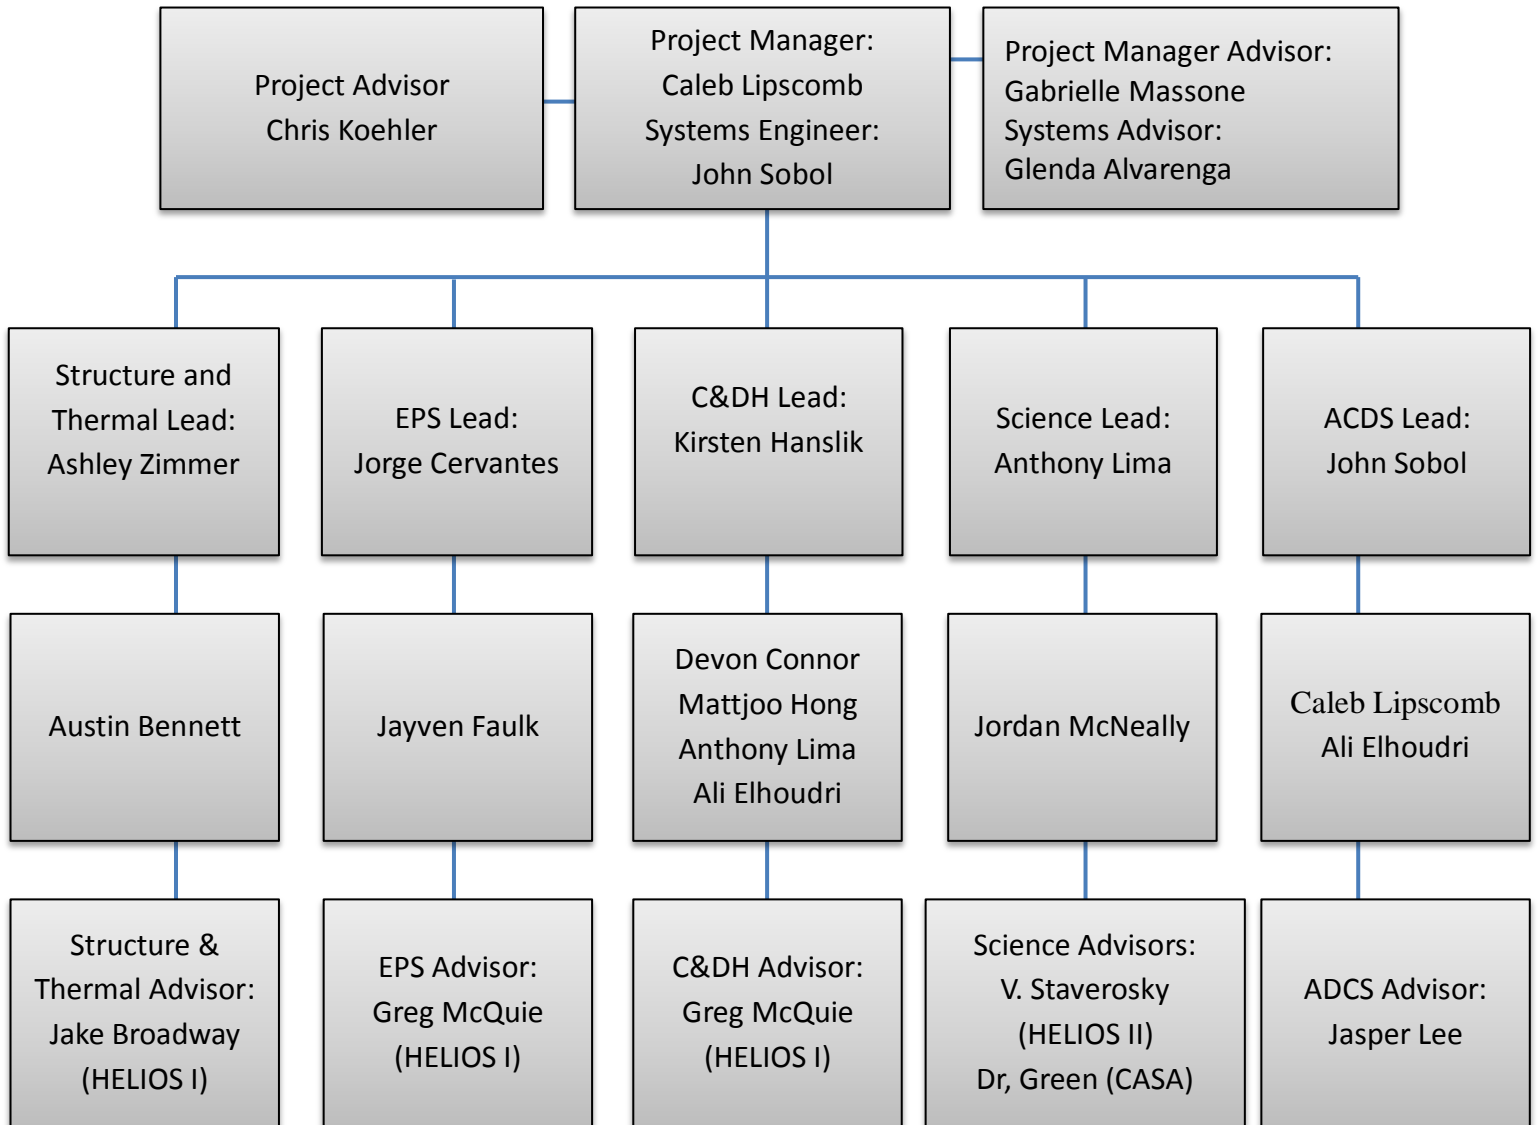 Project Advisor
Chris Koehler
Project Manager:
Caleb Lipscomb
Systems Engineer:
John Sobol
Project Manager Advisor:
Gabrielle Massone
Systems Advisor:
Glenda Alvarenga
Structure and
Thermal Lead:
Ashley Zimmer
EPS Lead:
Jorge Cervantes
C&DH Lead:
Kirsten Hanslik
Science Lead:
Anthony Lima
ACDS Lead:
John Sobol
Austin Bennett
Jayven Faulk
Devon Connor
Mattjoo Hong
Anthony Lima
Ali Elhoudri
Jordan McNeally
Caleb Lipscomb
Ali Elhoudri
Structure &
Thermal Advisor:
Jake Broadway
(HELIOS I)
EPS Advisor:
Greg McQuie
(HELIOS I)
C&DH Advisor:
Greg McQuie
(HELIOS I)
Science Advisors:
V. Staverosky
(HELIOS II)
Dr, Green (CASA)
ADCS Advisor:
Jasper Lee